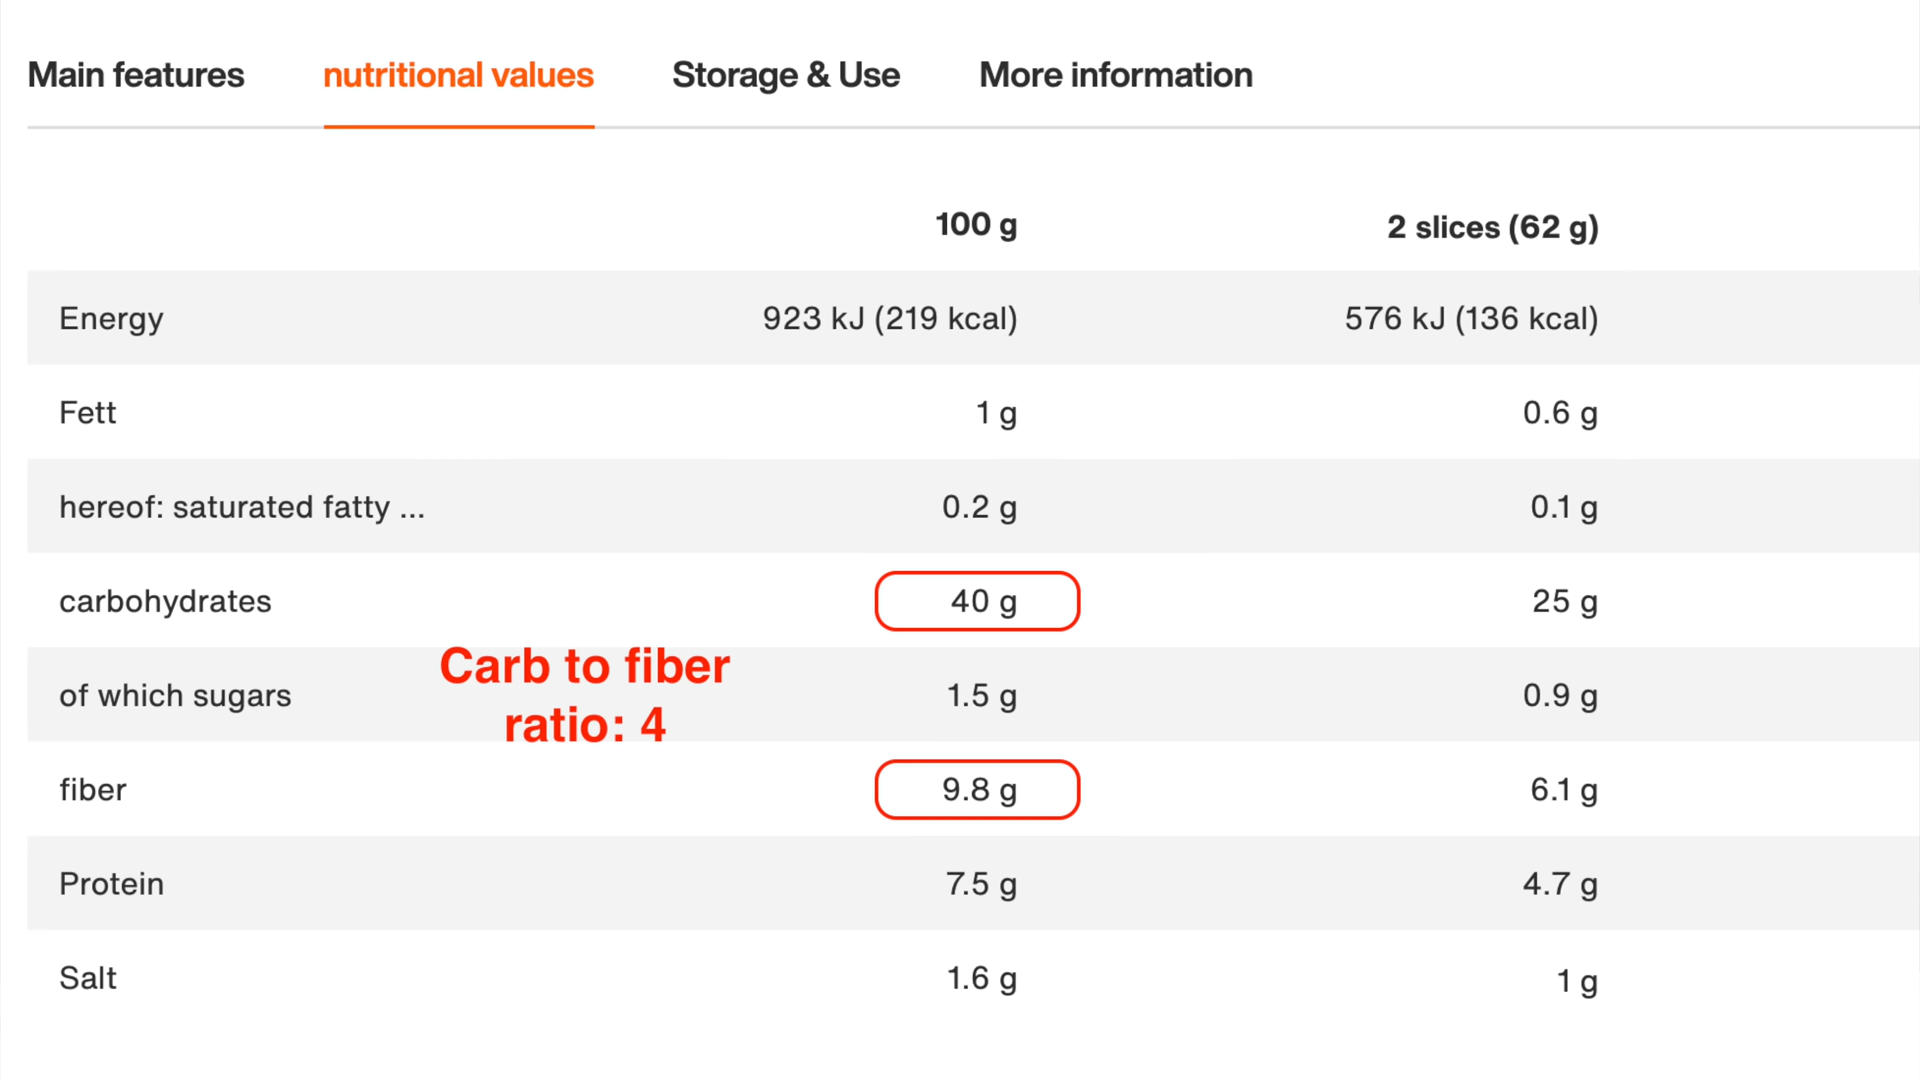 Main features nutritional values Storage & Use More information
100 g 2 slices (62 g)
Energy 923 kJ (219 kcal) 576 kJ (136 kcal)
Fett 1 g 0.6 g
hereof: saturated fatty ... 0.2 g 0.1 g
carbohydrates 40 g 25 g
Carb to fiber
of which sugars 1.5 g 0.9 g
ratio: 4
fiber 9.8 g 6.1 g
Protein 7.5 g 4.7 g
Salt 1.6 g 1 g